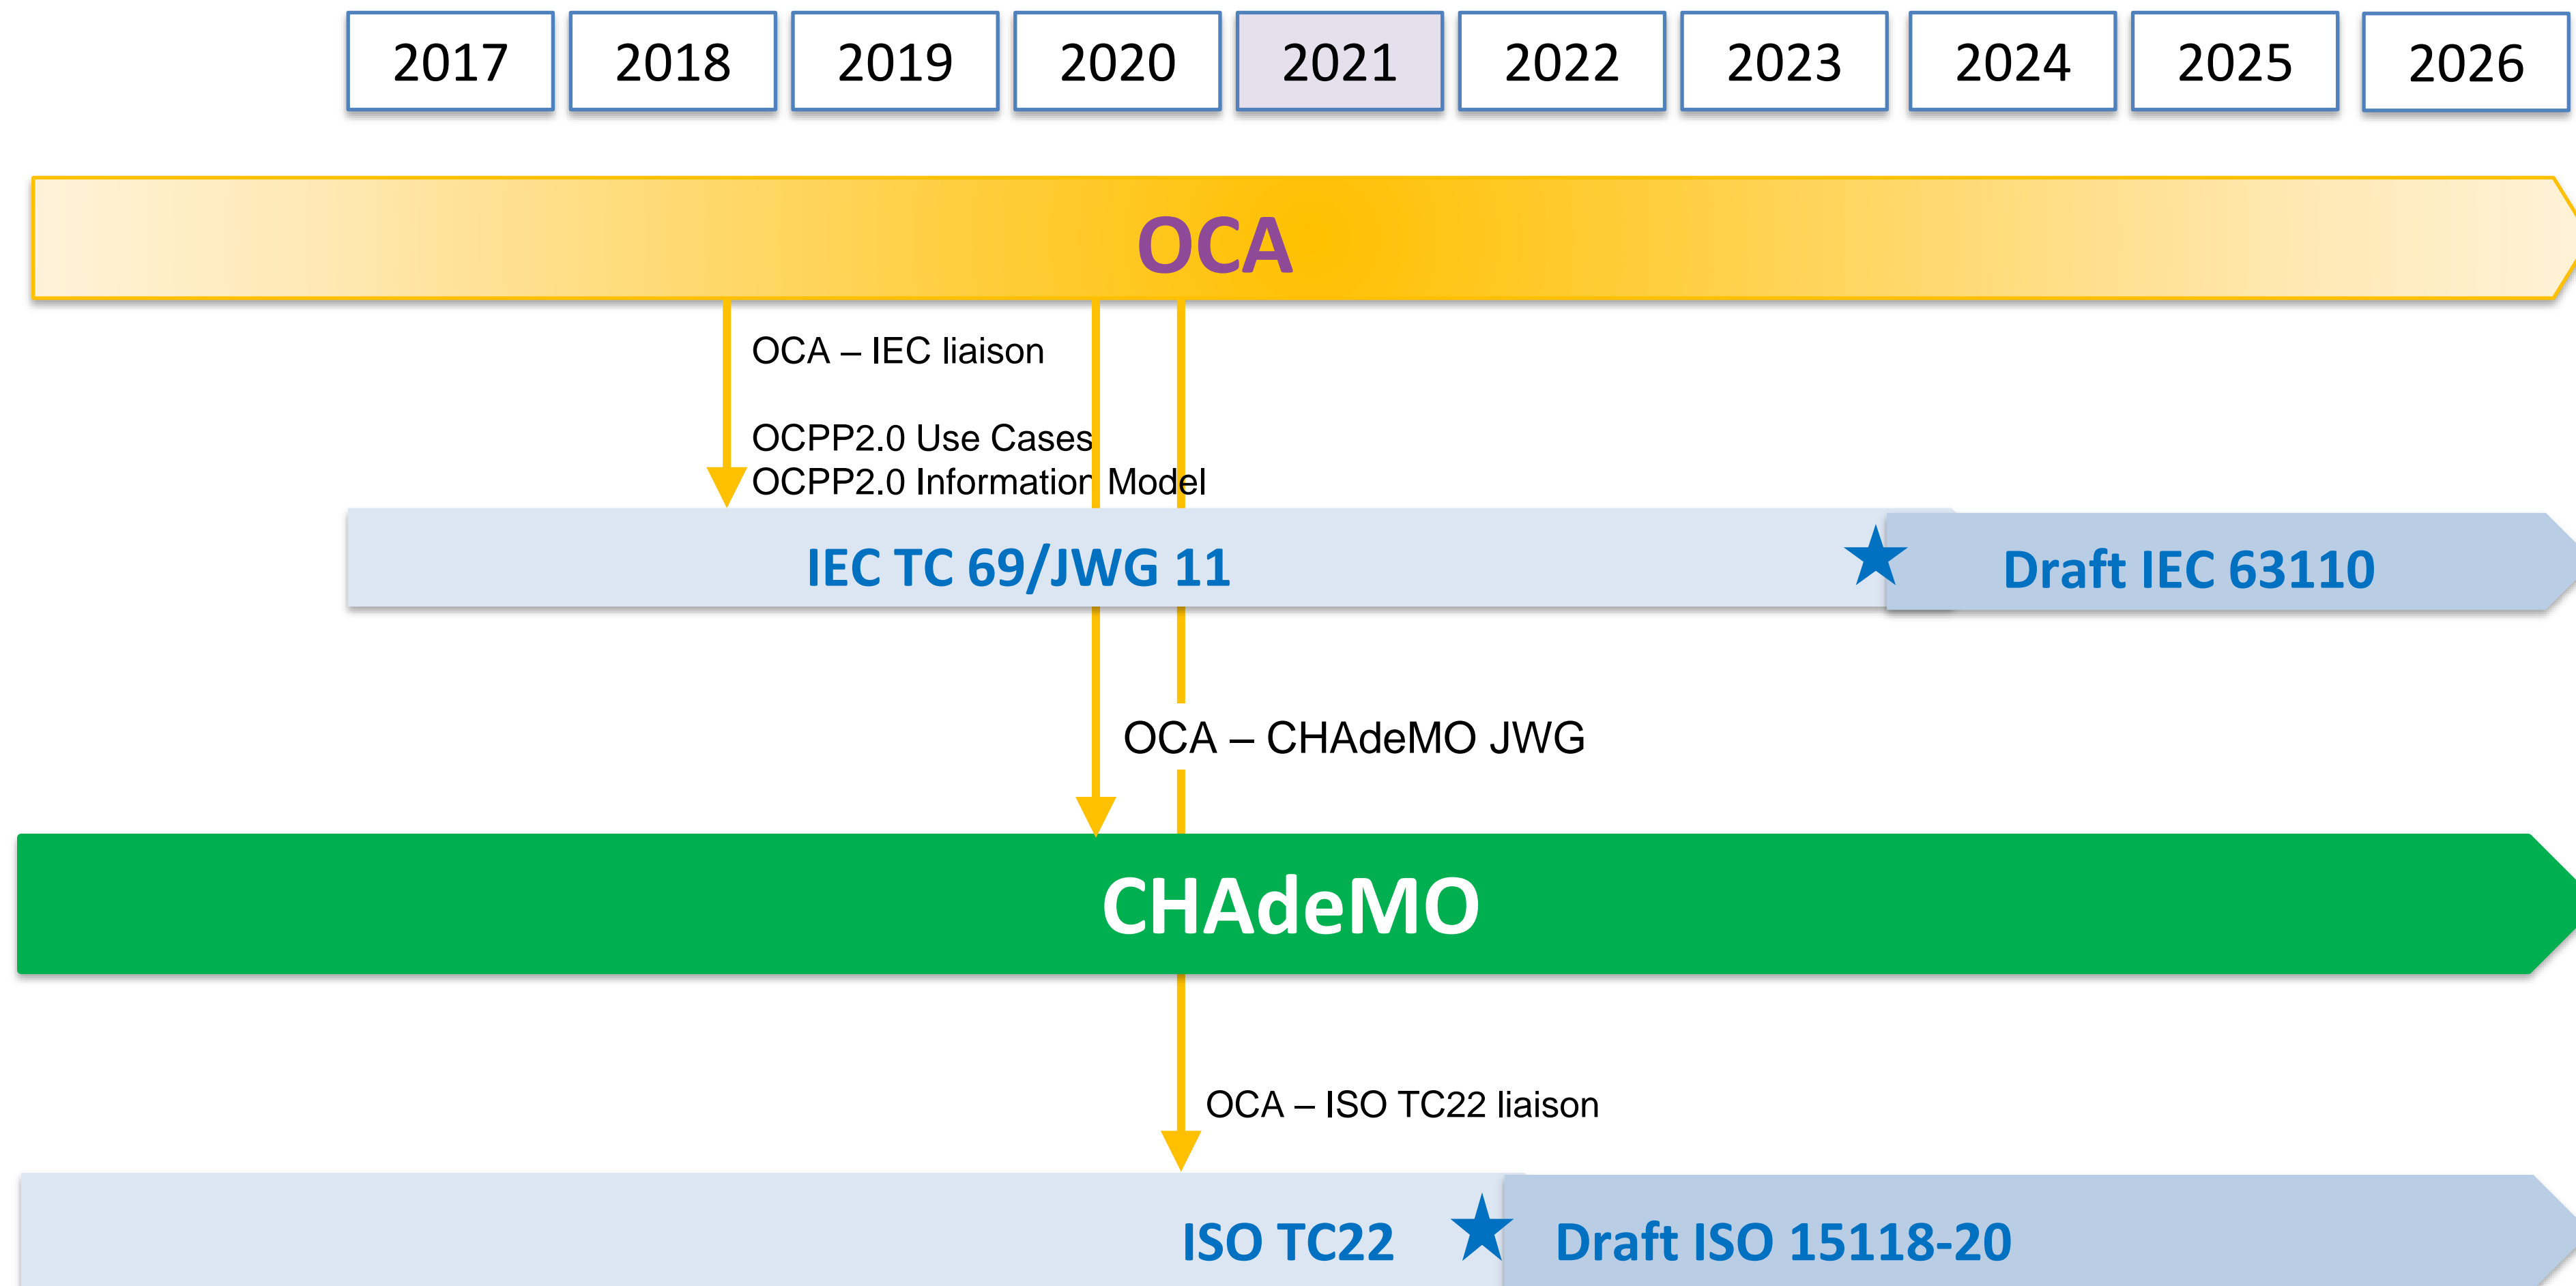 2017 2018 2019 2020 2021 2022 2023 2024 2025 2026
OCA
OCA – IEC liaison
OCPP2.0 Use Cases
OCPP2.0 Information Model
IEC TC 69/JWG 11
Draft IEC 63110
OCA – CHAdeMO JWG
CHAdeMO
OCA – ISO TC22 liaison
ISO TC22
Draft ISO 15118-20